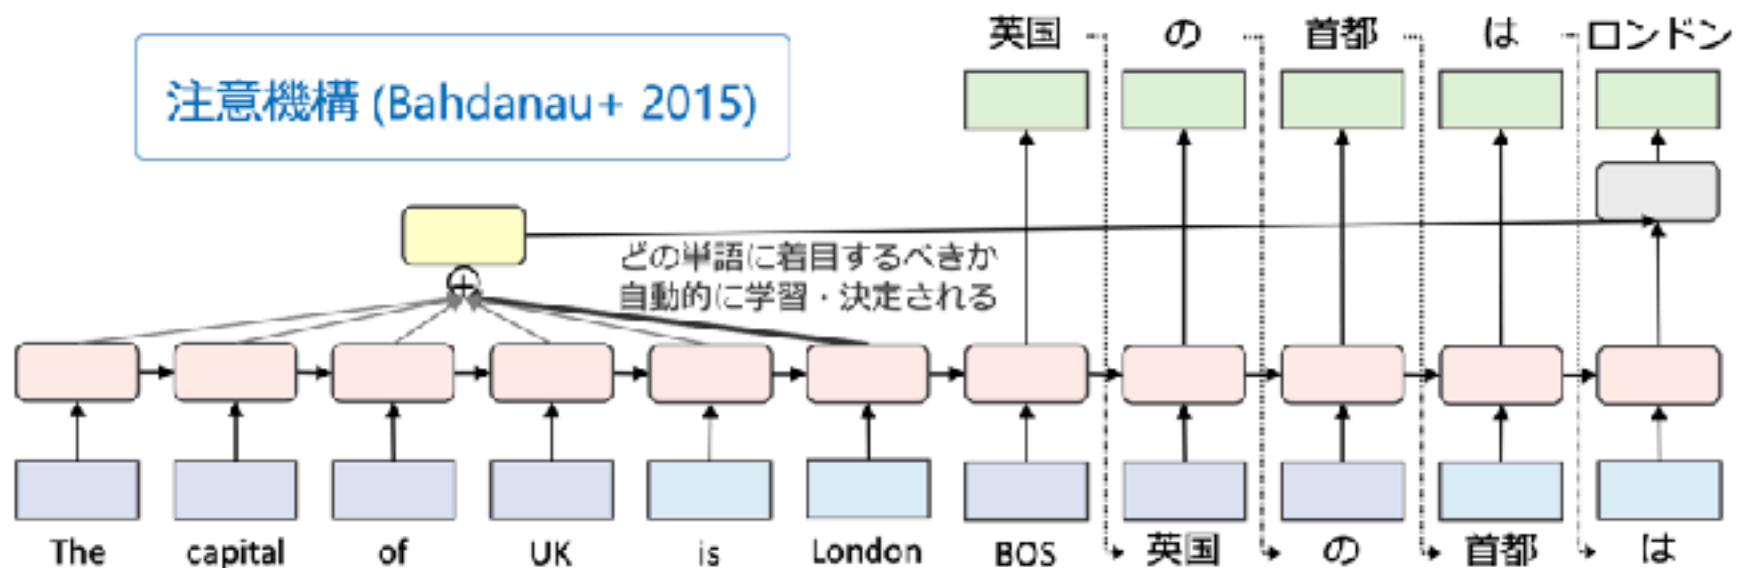 英国 の 首都 は ロンドン
注意機構 (Bahdanau+ 2015)
どの単語に着目するべきか
自動的に学習・決定される
The capital of UK is London BOS 英国 の 首都 は